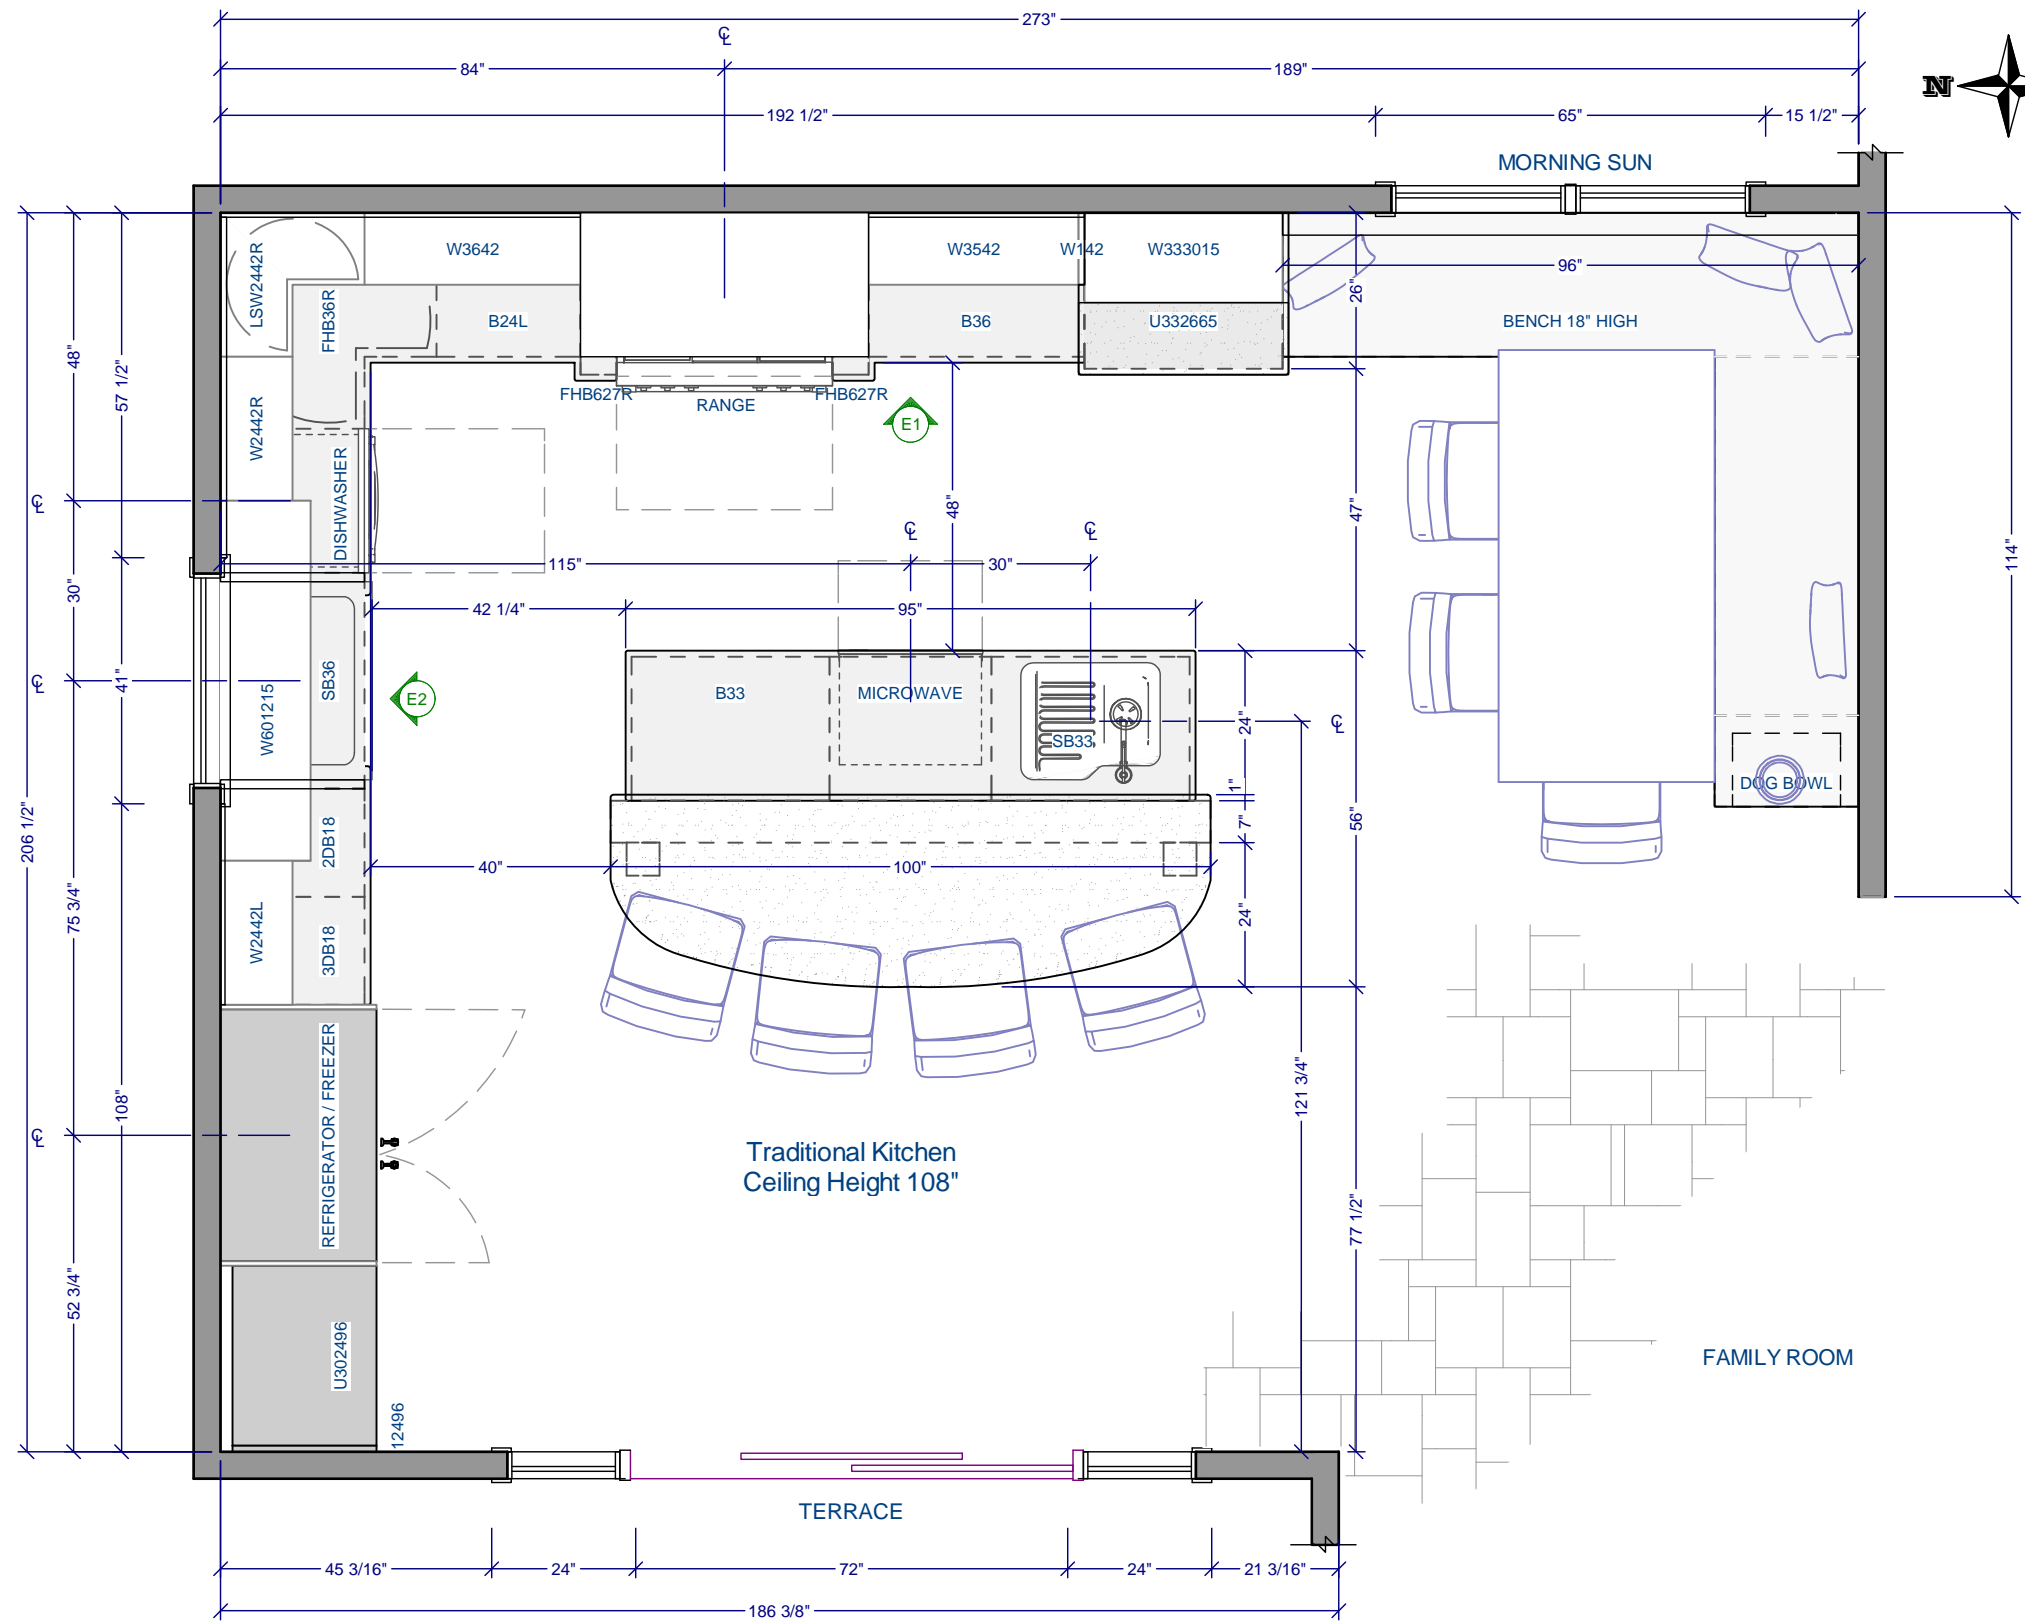 273"
℄
84"
189"
192 1/2"
65"
15 1/2"
N
MORNING SUN
W3642
W3542
W142
W333015
LSW2442R
FHB36R
B24L
B36
U332665
26"
96"
BENCH 18" HIGH
48"
57 1/2"
W2442R
FHB627R
RANGE
FHB627R
E1
DISHWASHER
48"
47"
℄
℄
℄
115"
30"
30"
114"
42 1/4"
95"
41"
℄
W601215
SB36
E2
B33
MICROWAVE
SB33
24"
℄
1"
7"
DOG BOWL
206 1/2"
2DB18
40"
100"
56"
75 3/4"
W2442L
3DB18
24"
REFRIGERATOR / FREEZER
108"
℄
121 3/4"
Traditional Kitchen
Ceiling Height 108"
77 1/2"
52 3/4"
U302496
12496
FAMILY ROOM
TERRACE
45 3/16"
24"
72"
24"
21 3/16"
186 3/8"